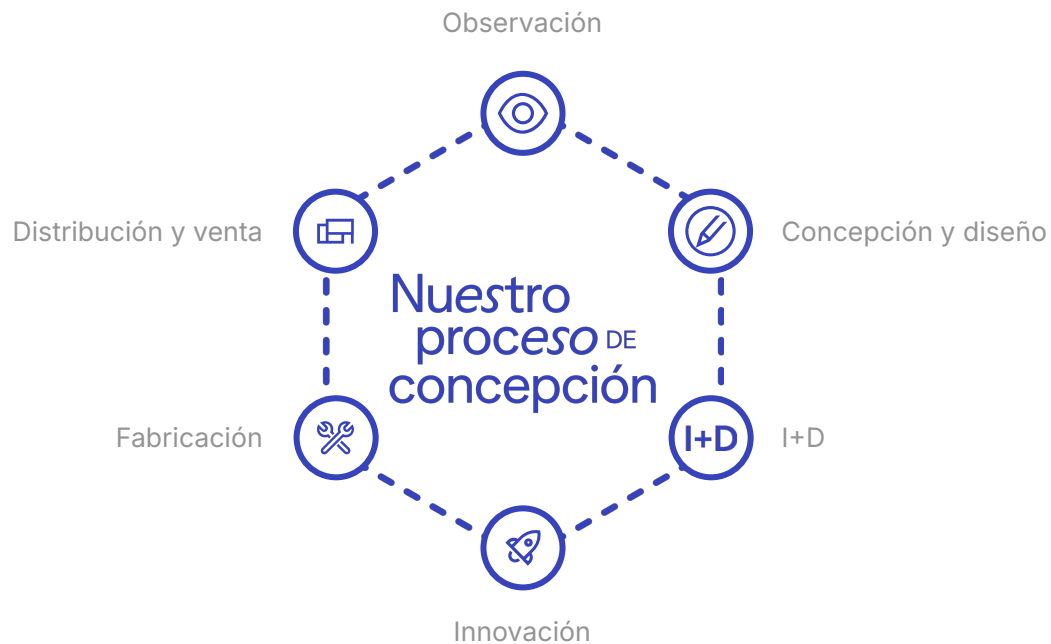 Observación
Distribución y venta
Concepción y diseño
Nuestro
proceso DE
concepción
Fabricación
I+D
I+D
Innovación